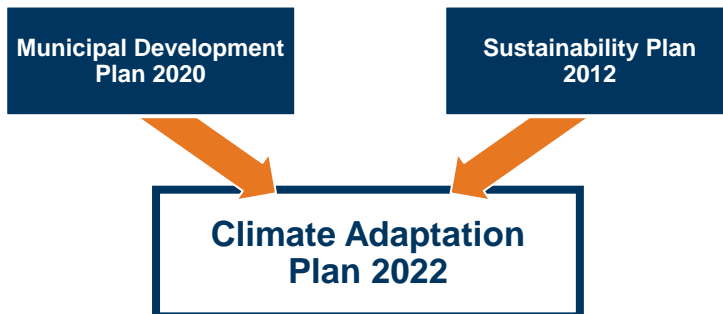 Municipal Development
Plan 2020
Sustainability Plan
2012
Climate Adaptation
Plan 2022